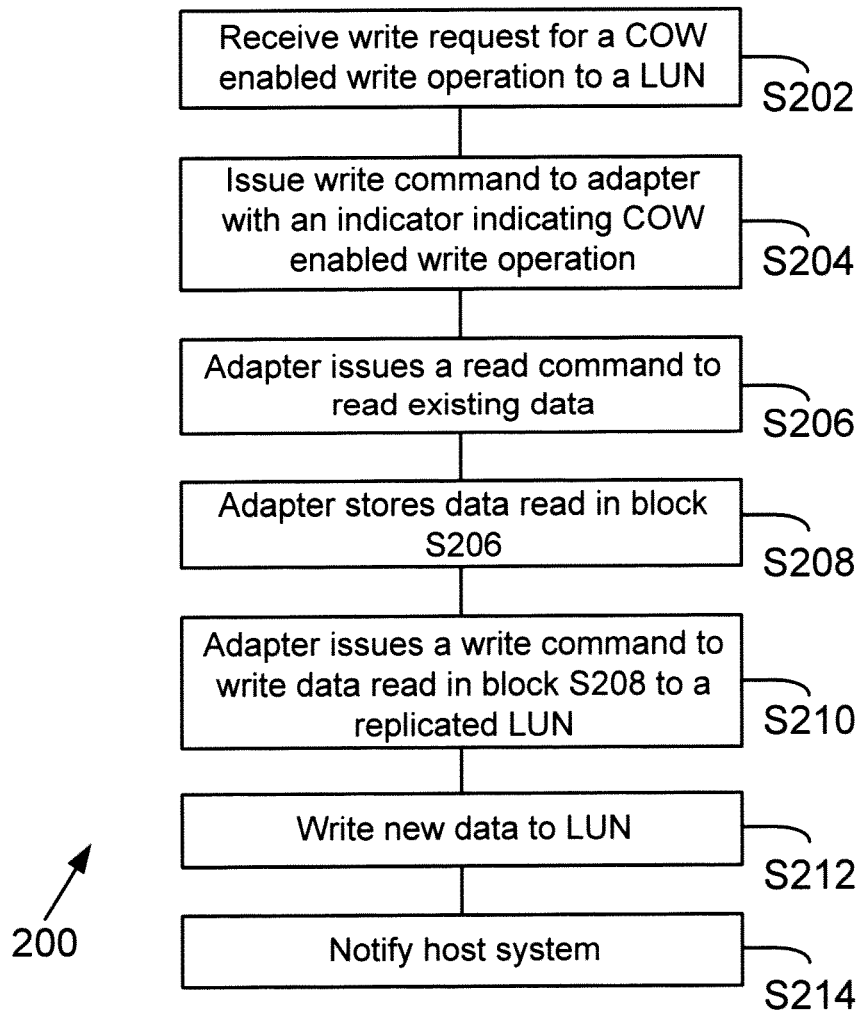 Receive write request for a COW
enabled write operation to a LUN
S202
Issue write command to adapter
with an indicator indicating COW
enabled write operation
S204
Adapter issues a read command to
read existing data
S206
Adapter stores data read in block
S206
S208
Adapter issues a write command to
write data read in block S208 to a
replicated LUN
S210
Write new data to LUN
S212
200
Notify host system
S214